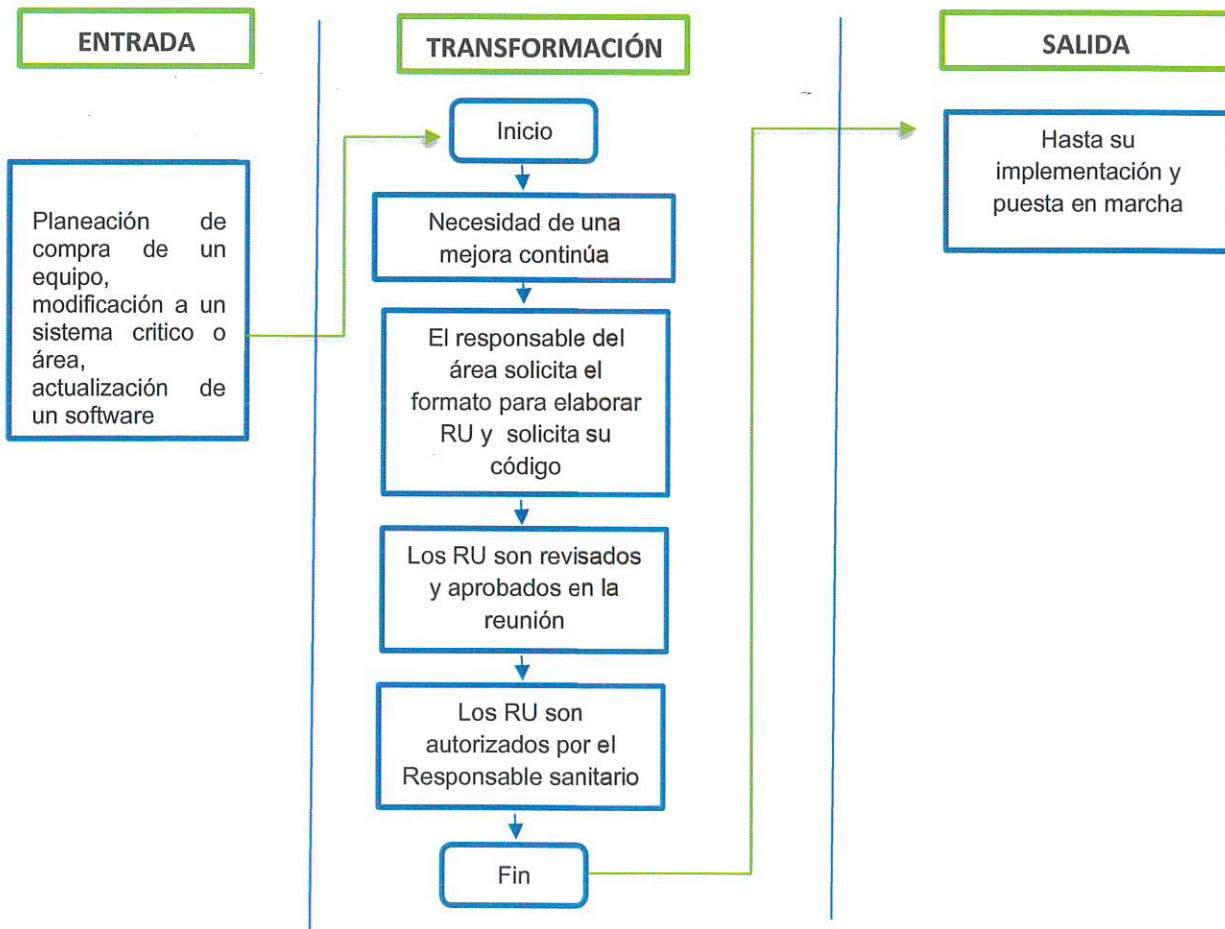 ENTRADA
Planeación de
compra de un
equipo,
modificación a un
sistema critico o
área,
actualización de
un software
TRANSFORMACIÓN
Inicio
Necesidad de una
mejora continúa
El responsable del
área solicita el
formato para elaborar
RU y solicita su
código
Los RU son revisados
y aprobados en la
reunión
Los RU son
autorizados por el
Responsable sanitario
Fin
SALIDA
Hasta su
implementación y
puesta en marcha